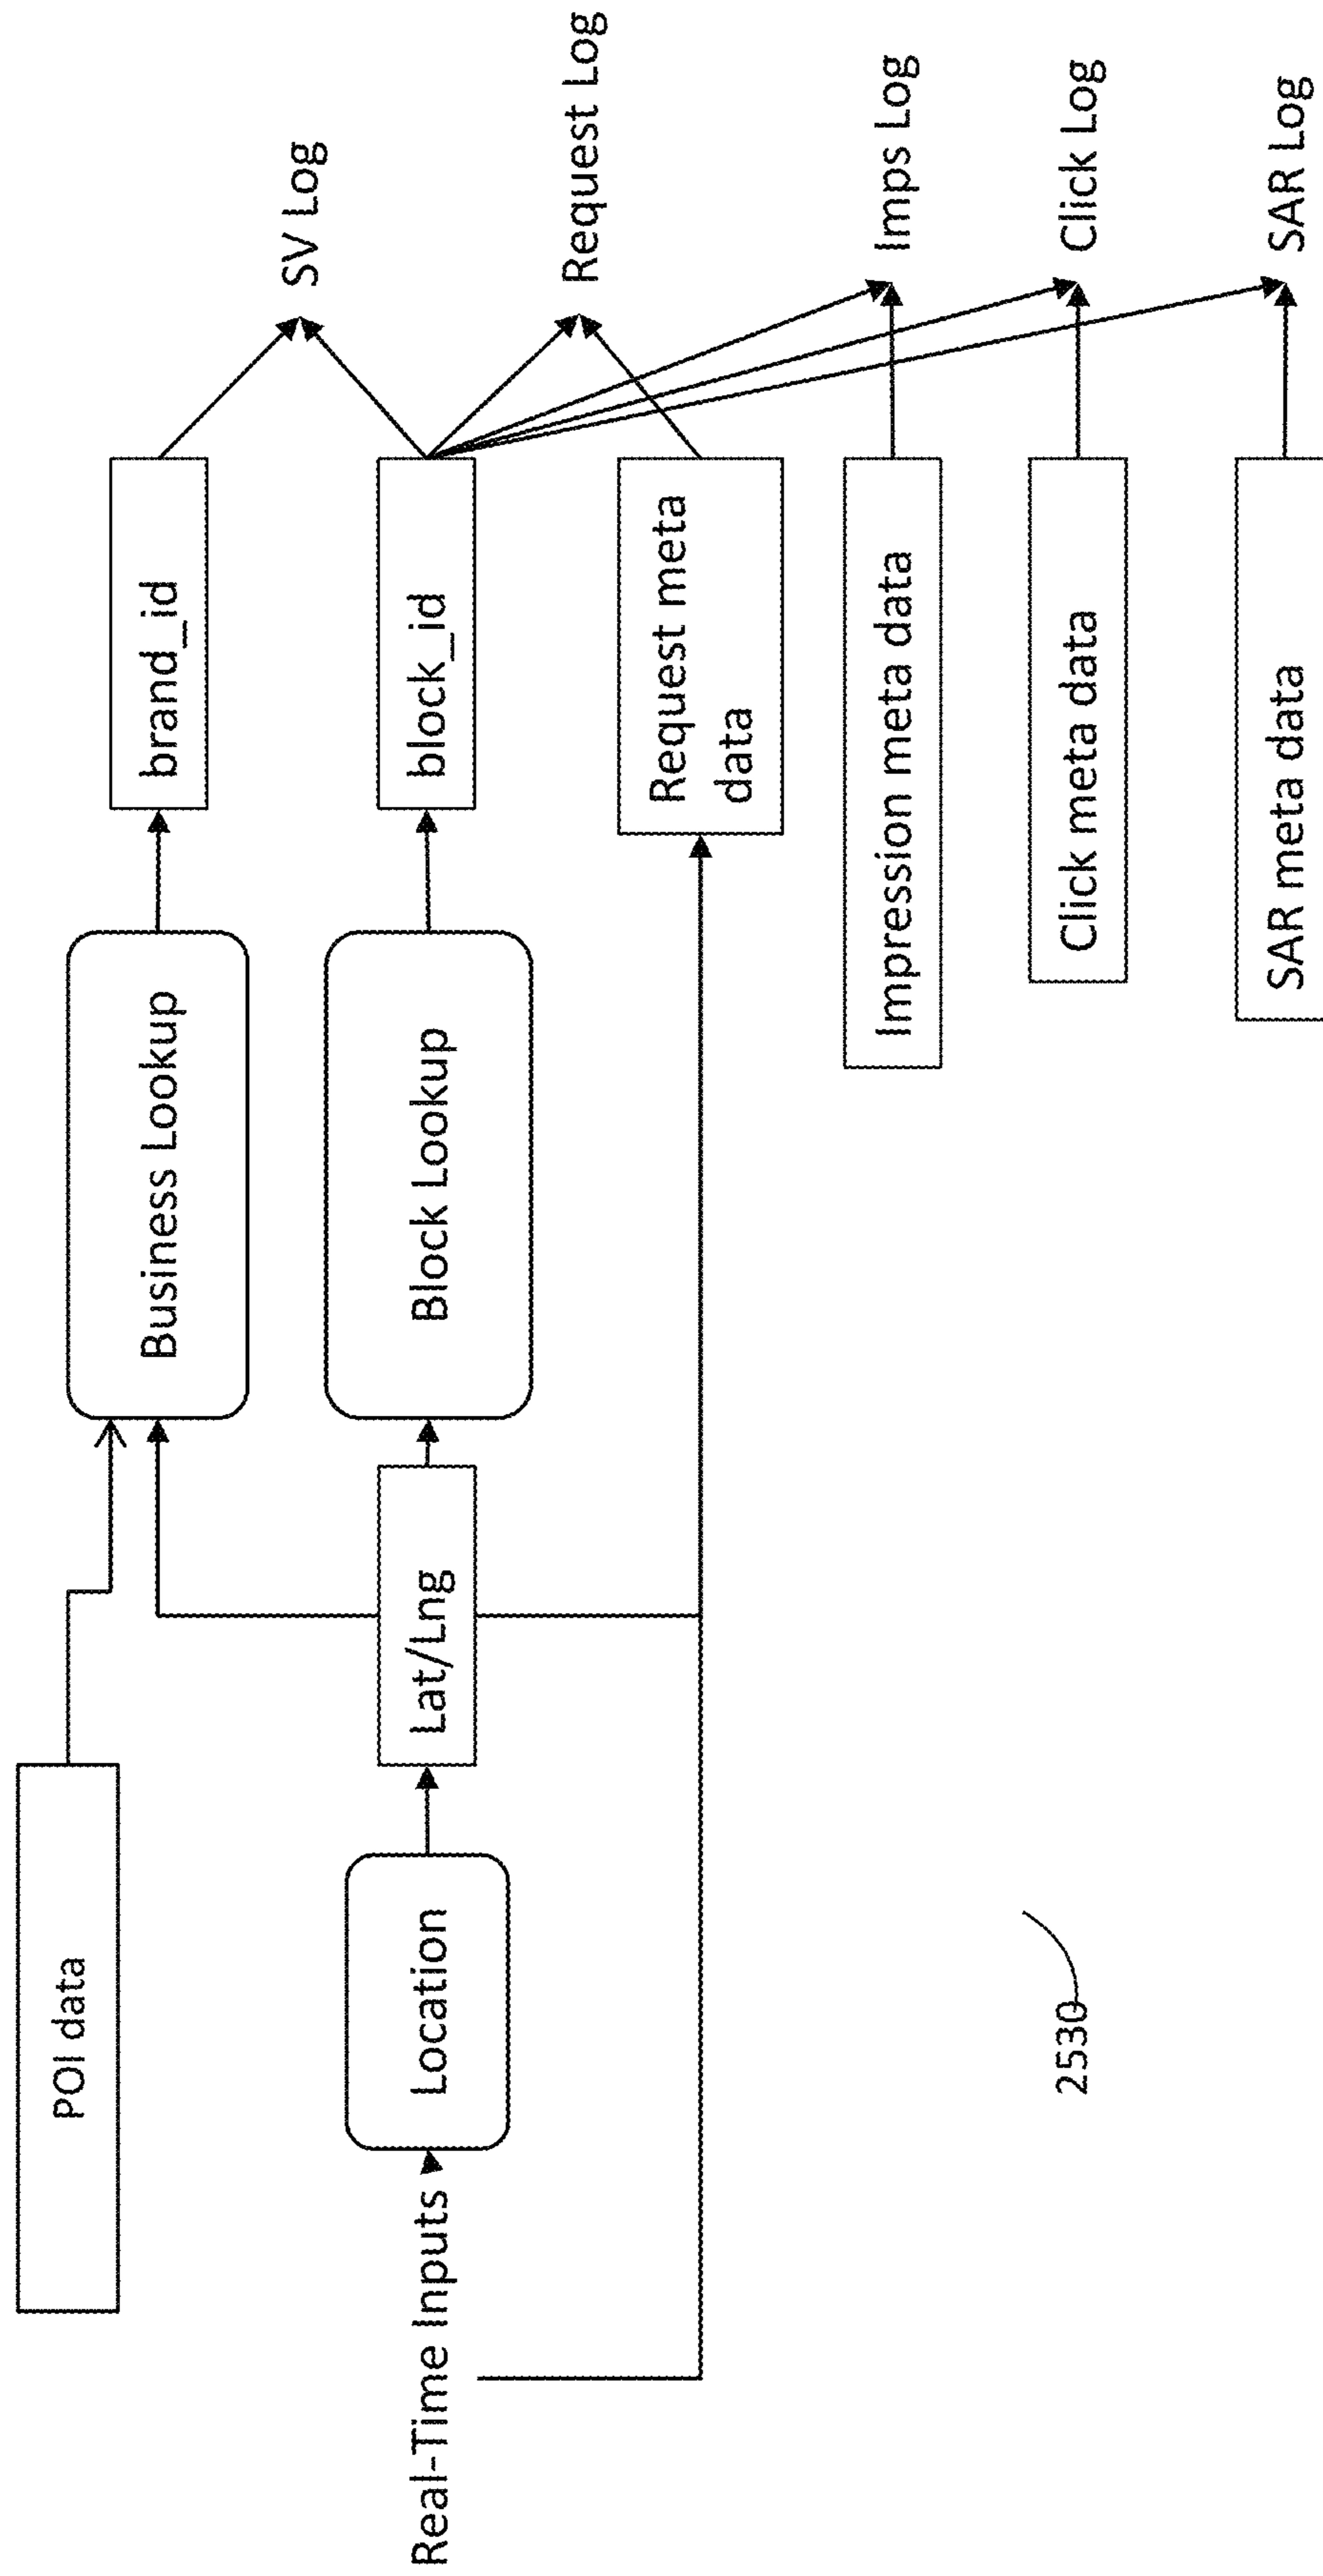 POI data
Real-Time Inputs
Location
Lat/Lng
Business Lookup
Block Lookup
brand_id
block_id
Request meta
data
Impression meta data
Click meta data
SAR meta data
SV Log
Request Log
Imps Log
Click Log
SAR Log
2530